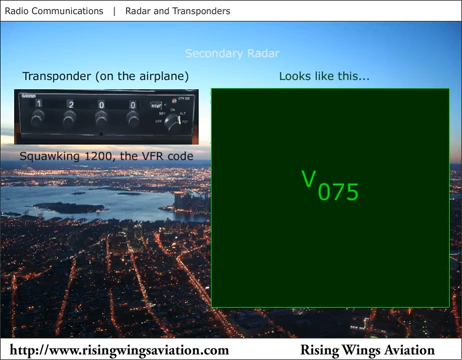 Radio Communications | Radar and Transponders
Secondary Radar
Transponder (on the airplane)
Looks like this...
1 2 0 0
Squawking 1200, the VFR code
V
075
http://www.risingwingsaviation.com
Rising Wings Aviation